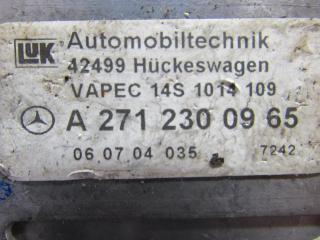 LUK Automobiltechnik
42499 Hückeswagen
VAPEC 14S 1014 109
A 271 230 09 65
06.07.04 035 7242